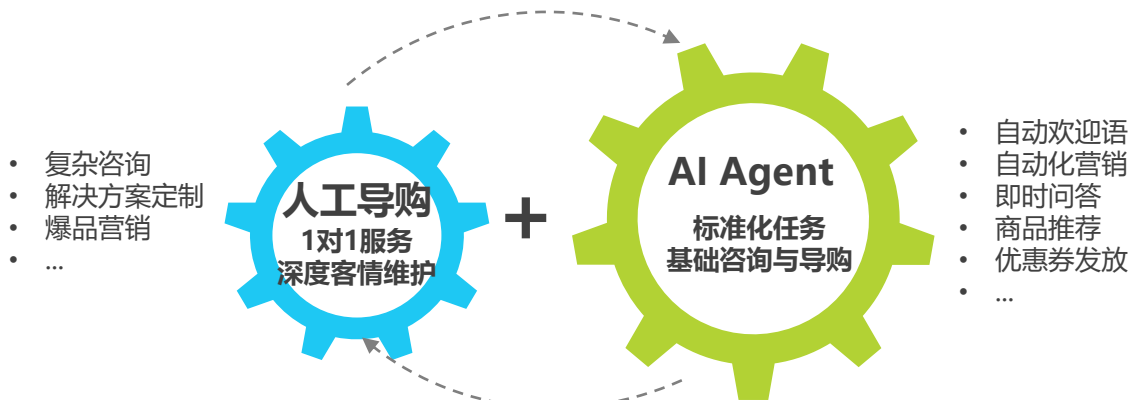 • 复杂咨询
• 解决方案定制
• 爆品营销
• ...
人工导购
1对1服务
深度客情维护
+
AI Agent
标准化任务
基础咨询与导购
• 自动欢迎语
• 自动化营销
• 即时问答
• 商品推荐
• 优惠券发放
• ...